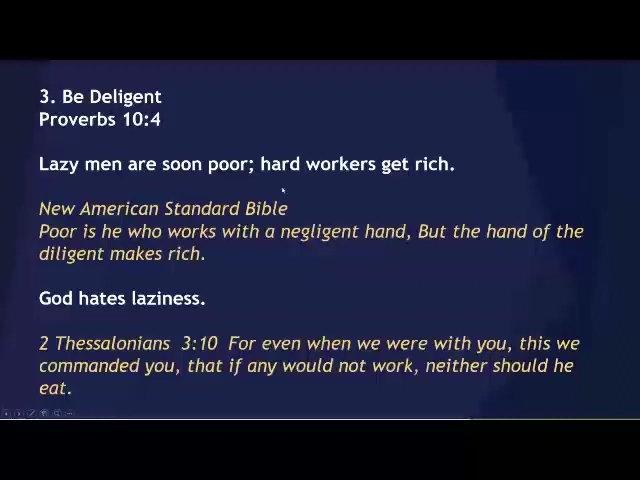 3. Be Deligent
Proverbs 10:4
Lazy men are soon poor; hard workers get rich.
New American Standard Bible
Poor is he who works with a negligent hand, But the hand of the
diligent makes rich.
God hates laziness.
2 Thessalonians  3:10  For even when we were with you, this we
commanded you, that if any would not work, neither should he
eat.